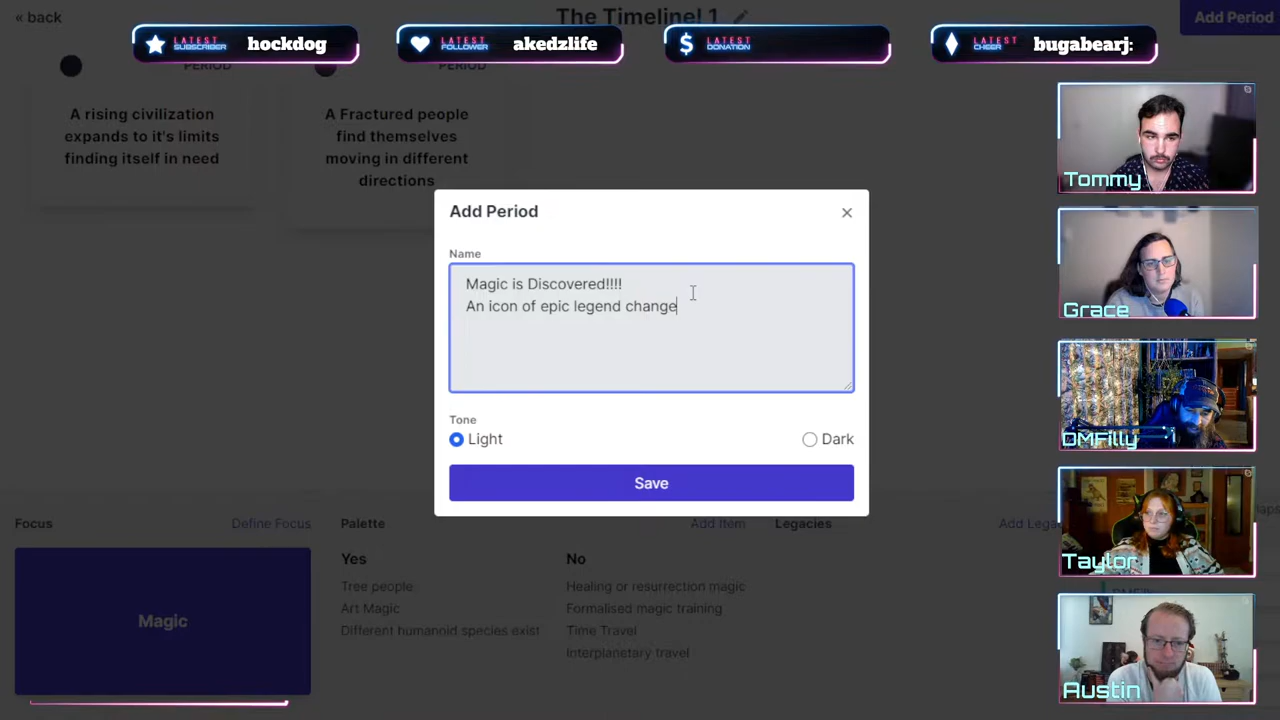 « back
The Timeline! 1
Add Period
LATEST SUBSCRIBER hockdog
LATEST FOLLOWER akedzlife
LATEST DONATION
LATEST CHEER bugabearj:
PERIOD
PERIOD
A rising civilization
expands to it's limits
finding itself in need
A Fractured people
find themselves
moving in different
directions
Add Period
×
Name
Magic is Discovered!!!!
An icon of epic legend change
Tone
Light
Dark
Save
Focus
Define Focus
Magic
Palette
Add Item
Yes
Tree people
Art Magic
Different humanoid species exist
No
Healing or resurrection magic
Formalised magic training
Time Travel
Interplanetary travel
Legacies
Tommy
Grace
DMFilly
Taylor
Austin